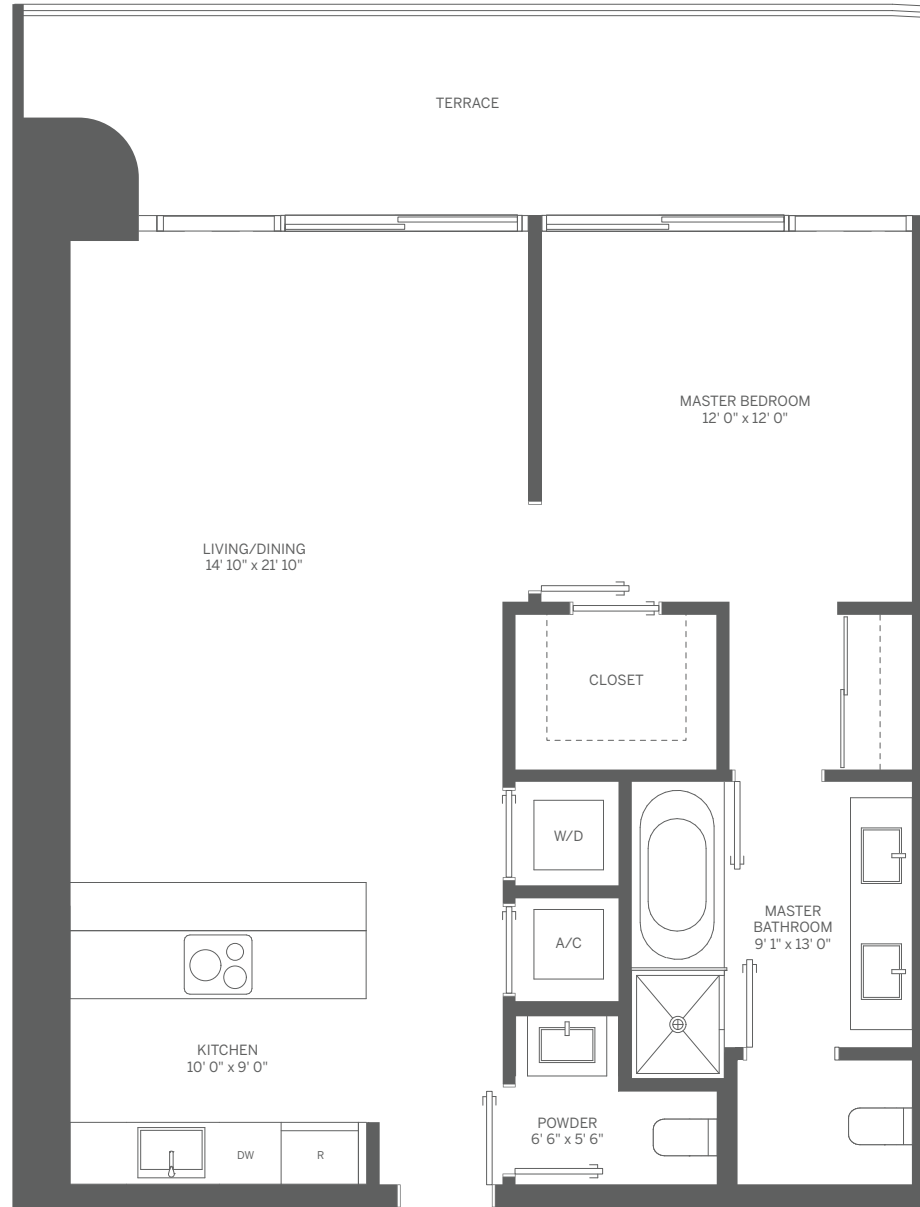 TERRACE
MASTER BEDROOM
12' 0" x 12' 0"
LIVING/DINING
14' 10" x 21' 10"
CLOSET
W/D
A/C
MASTER
BATHROOM
9' 1" x 13' 0"
KITCHEN
10' 0" x 9' 0"
POWDER
6' 6" x 5' 6"
DW
R